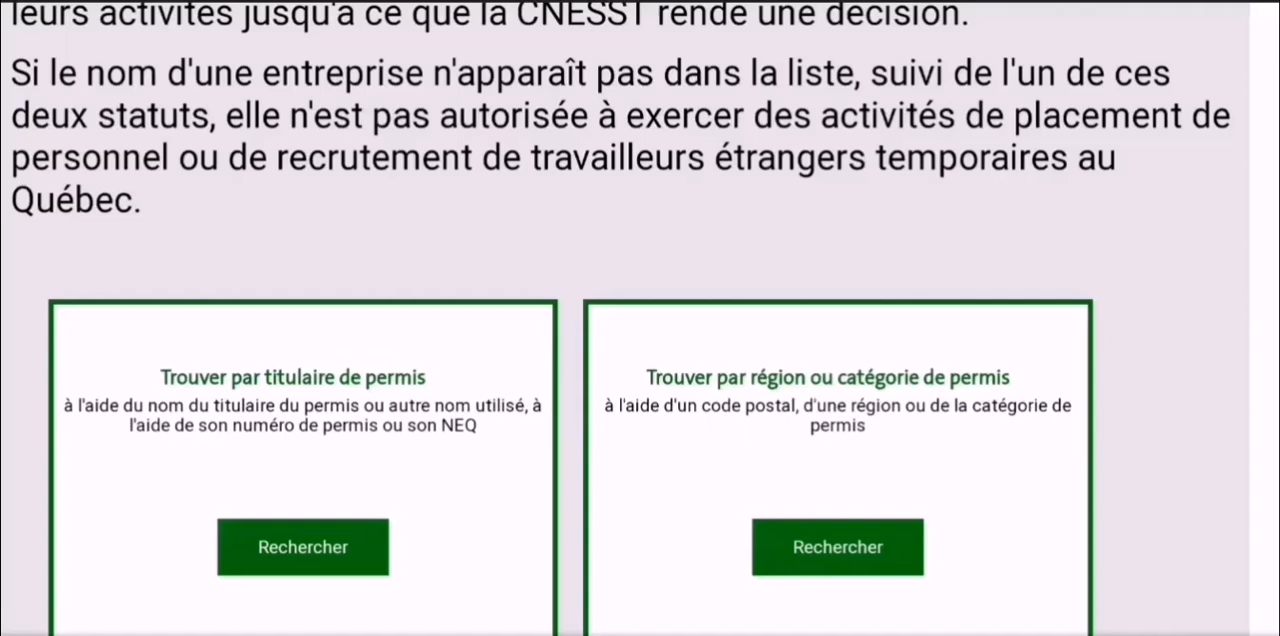 leurs activités jusqu'à ce que la CNESST rende une décision.
Si le nom d'une entreprise n'apparaît pas dans la liste, suivi de l'un de ces
deux statuts, elle n'est pas autorisée à exercer des activités de placement de
personnel ou de recrutement de travailleurs étrangers temporaires au
Québec.
Trouver par titulaire de permis
à l'aide du nom du titulaire du permis ou autre nom utilisé, à
l'aide de son numéro de permis ou son NEQ
Rechercher
Trouver par région ou catégorie de permis
à l'aide d'un code postal, d'une région ou de la catégorie de
permis
Rechercher